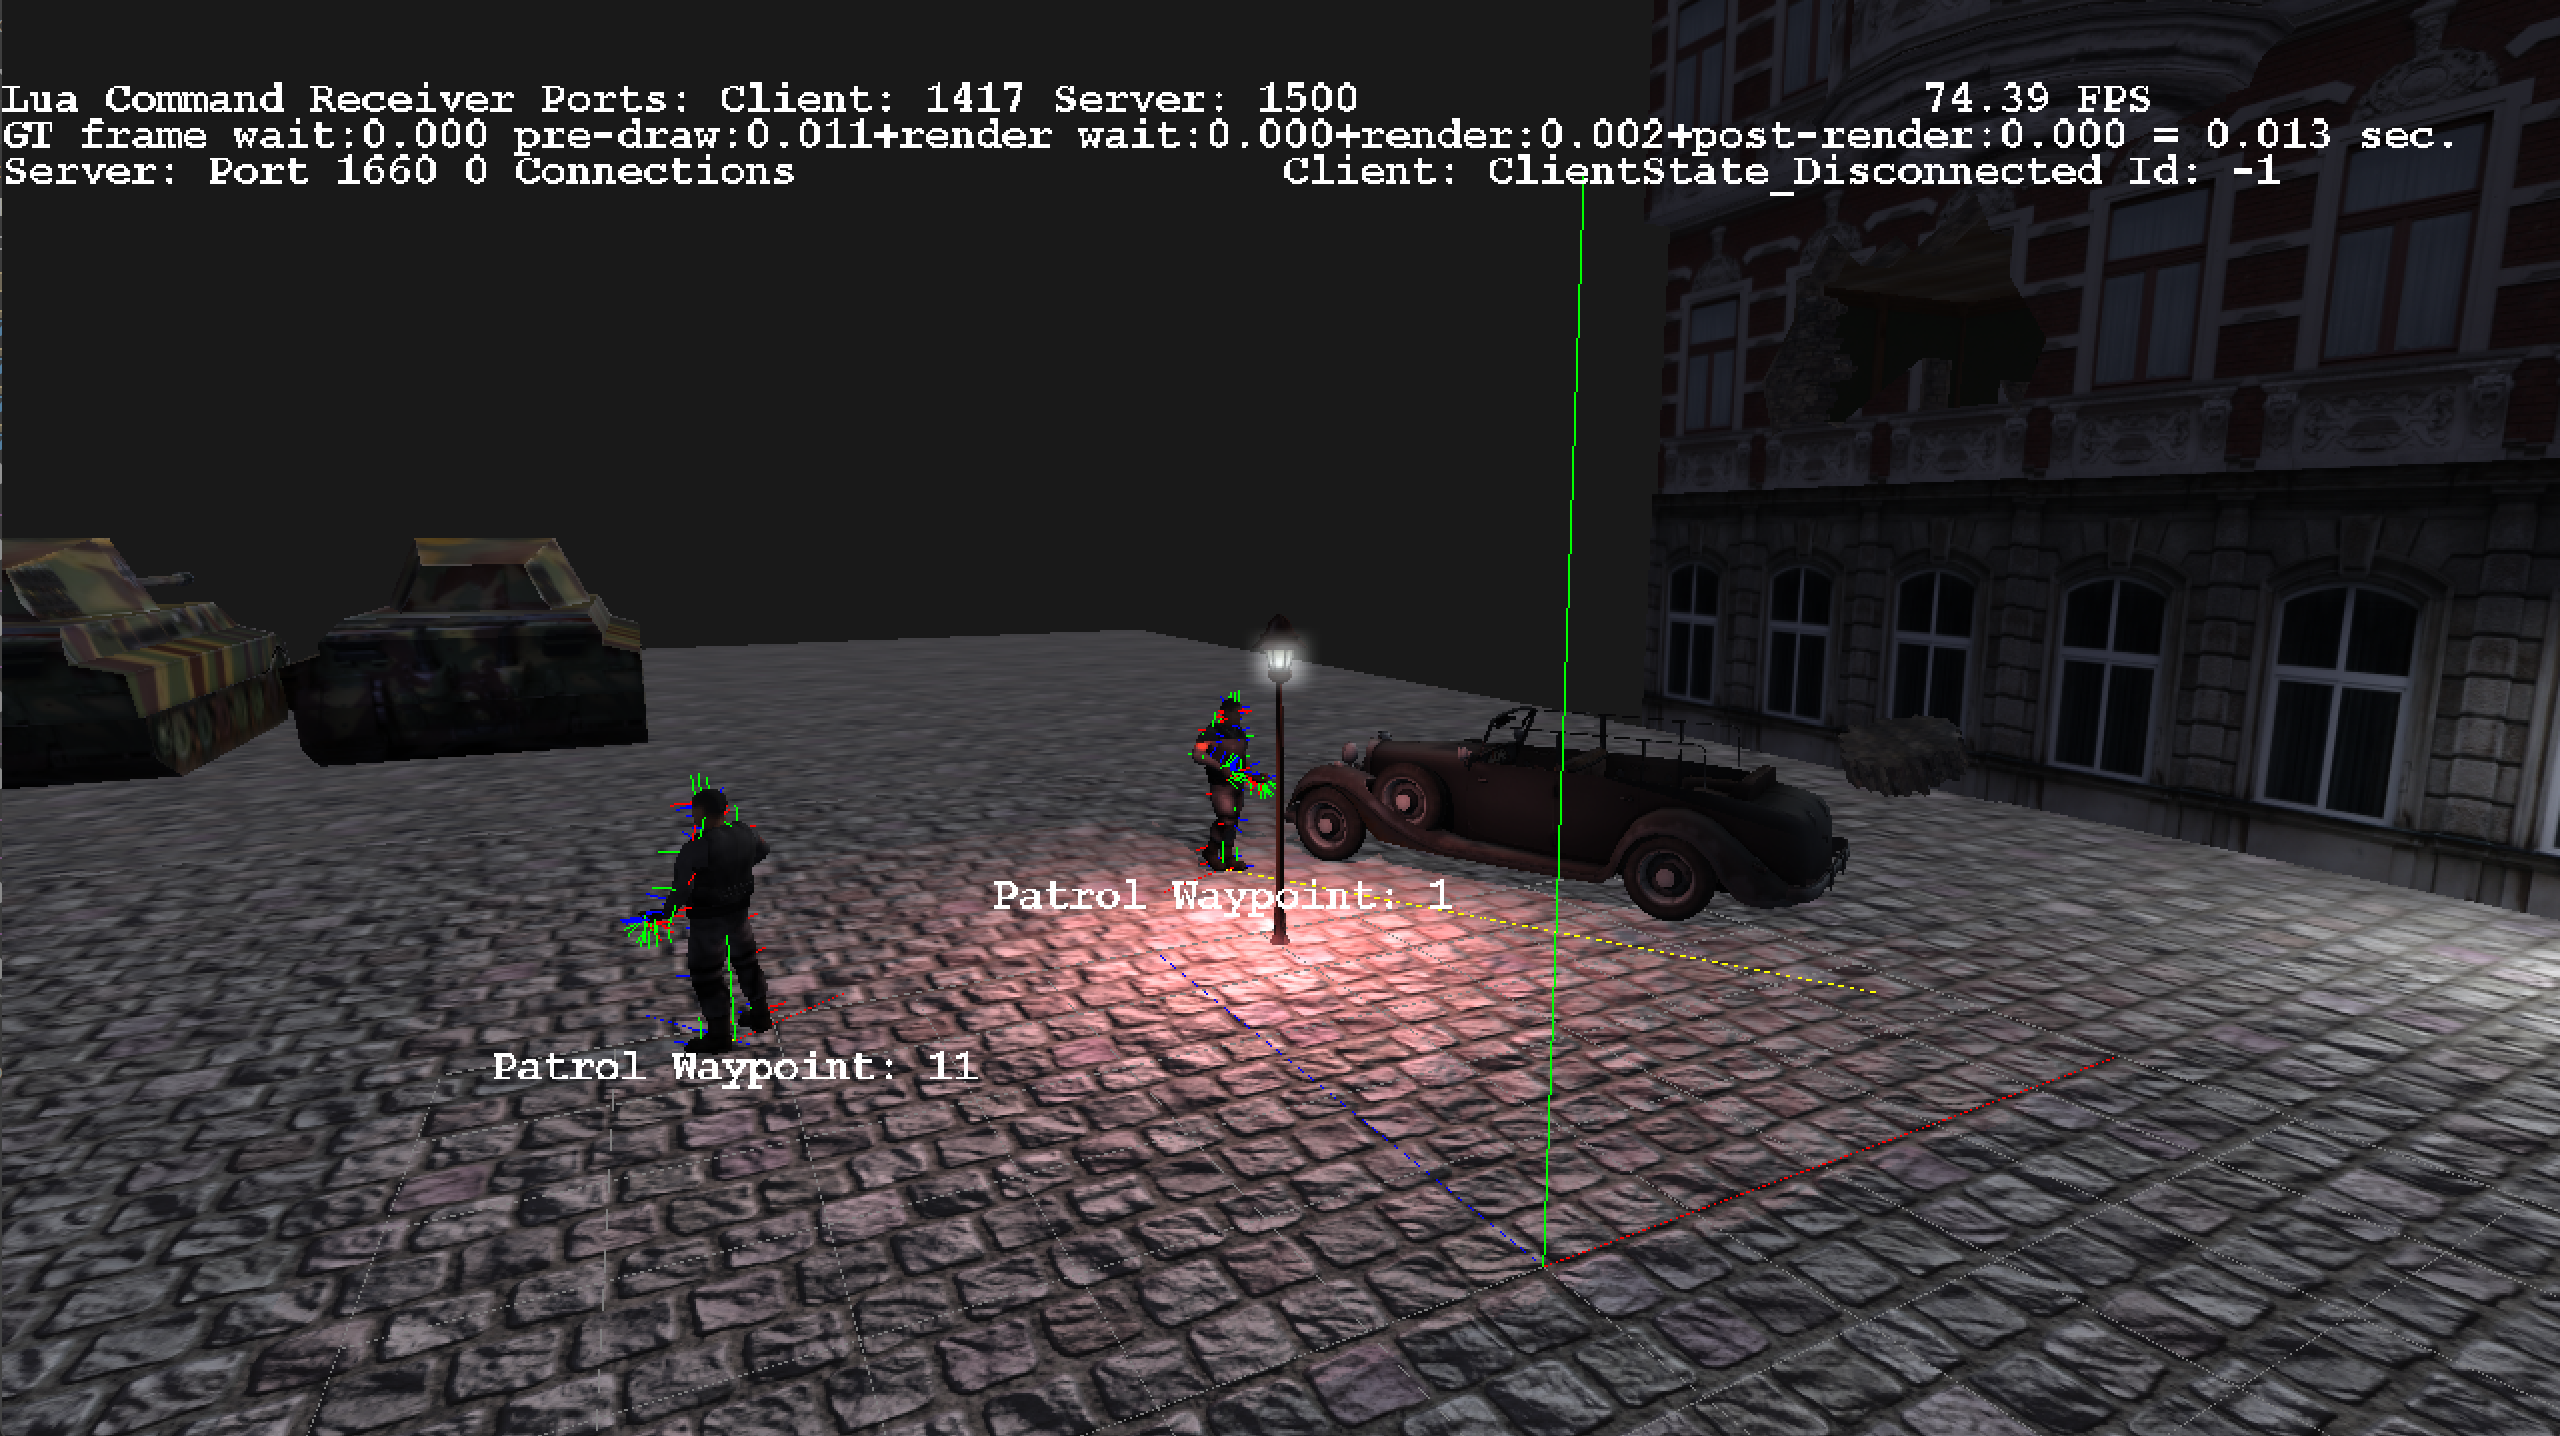 Lua Command Receiver Ports: Client: 1417 Server: 1500 74.39 FPS
GT frame wait:0.000 pre-draw:0.011+render wait:0.000+render:0.002+post-render:0.000 = 0.013 sec.
Server: Port 1660 0 Connections Client: ClientState_Disconnected Id: -1
Patrol Waypoint: 1
Patrol Waypoint: 11